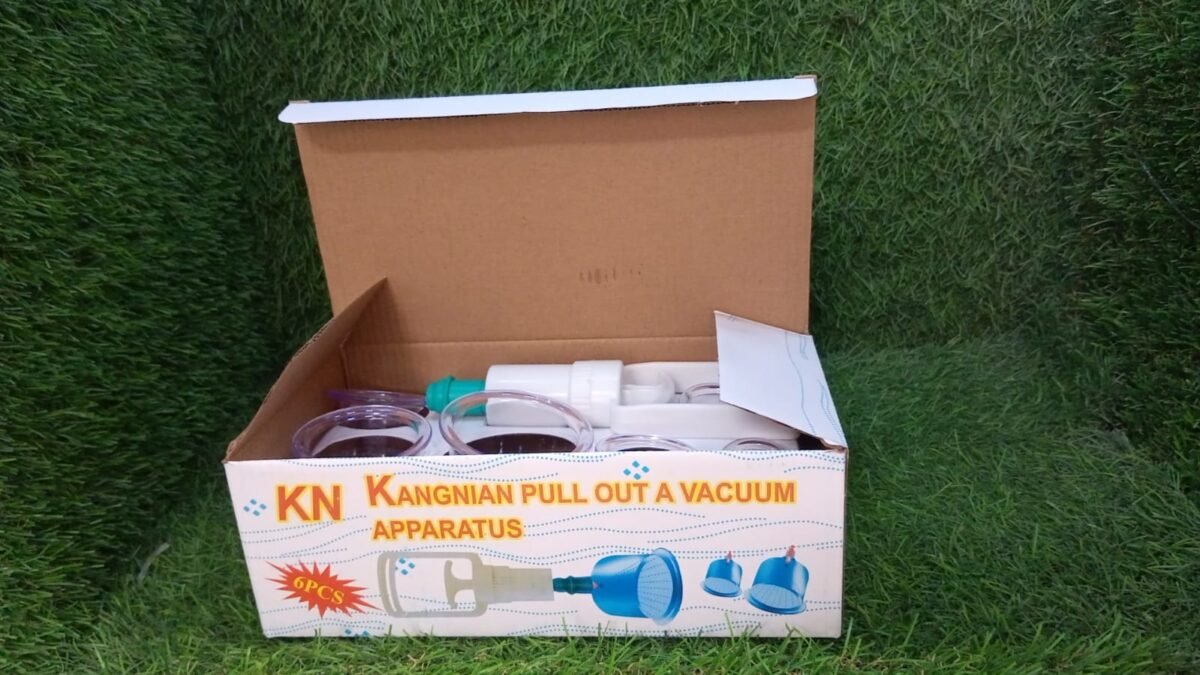 KN KANGNIAN PULL OUT A VACUUM
APPARATUS
6PCS